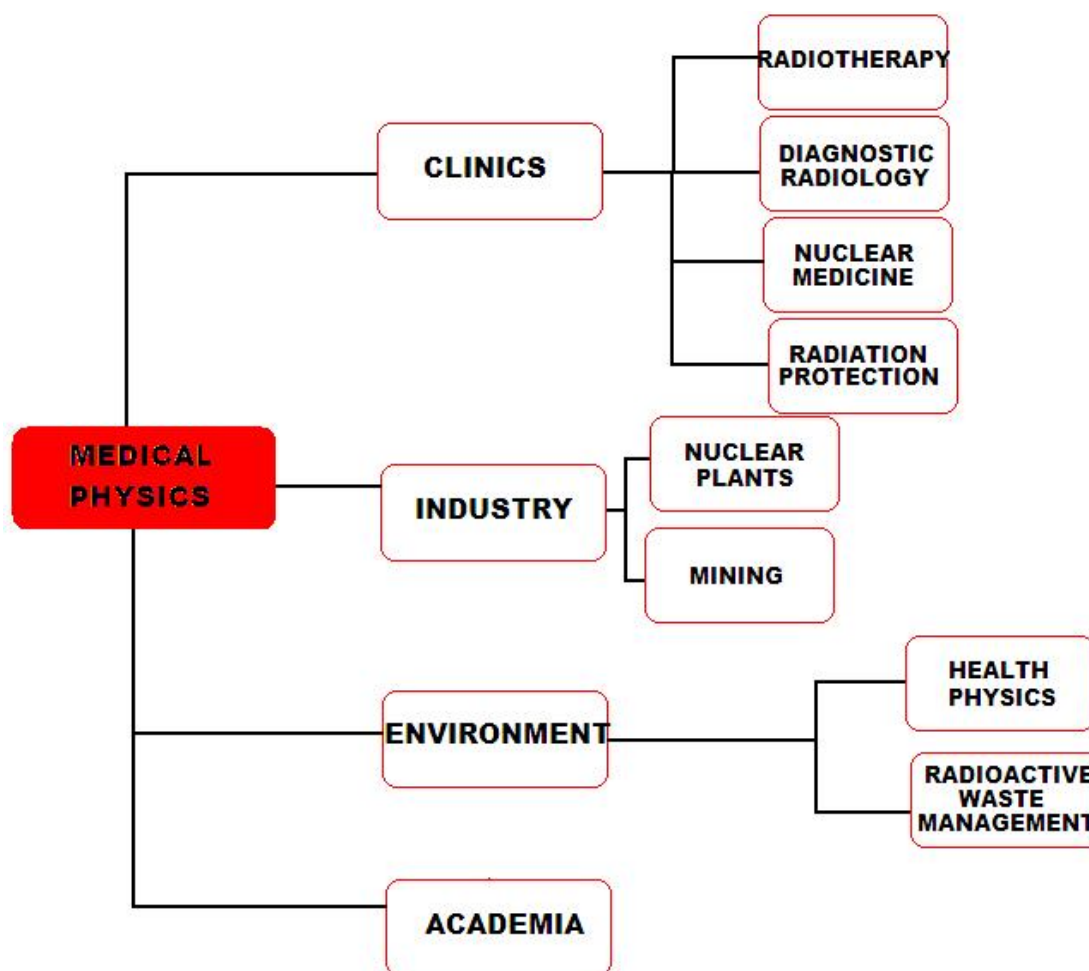 RADIOTHERAPY
CLINICS
DIAGNOSTIC
RADIOLOGY
NUCLEAR
MEDICINE
RADIATION
PROTECTION
MEDICAL
PHYSICS
INDUSTRY
NUCLEAR
PLANTS
MINING
ENVIRONMENT
HEALTH
PHYSICS
RADIOACTIVE
WASTE
MANAGEMENT
ACADEMIA